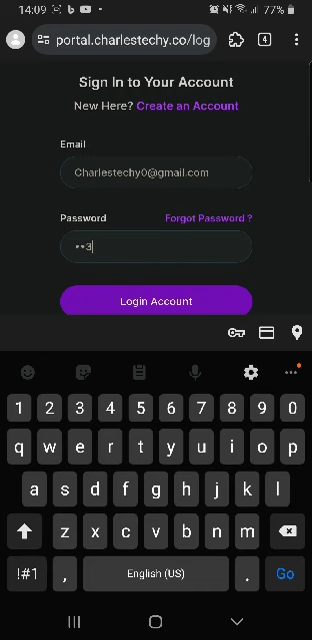 14:09 77%
portal.charlestechy.co/log 4
Sign In to Your Account
New Here? Create an Account
Email
Charlestechy0@gmail.com
Password Forgot Password ?
••3
Login Account
1 2 3 4 5 6 7 8 9 0
q w e r t y u i o p
a s d f g h j k l
z x c v b n m
!#1 , English (US) . Go